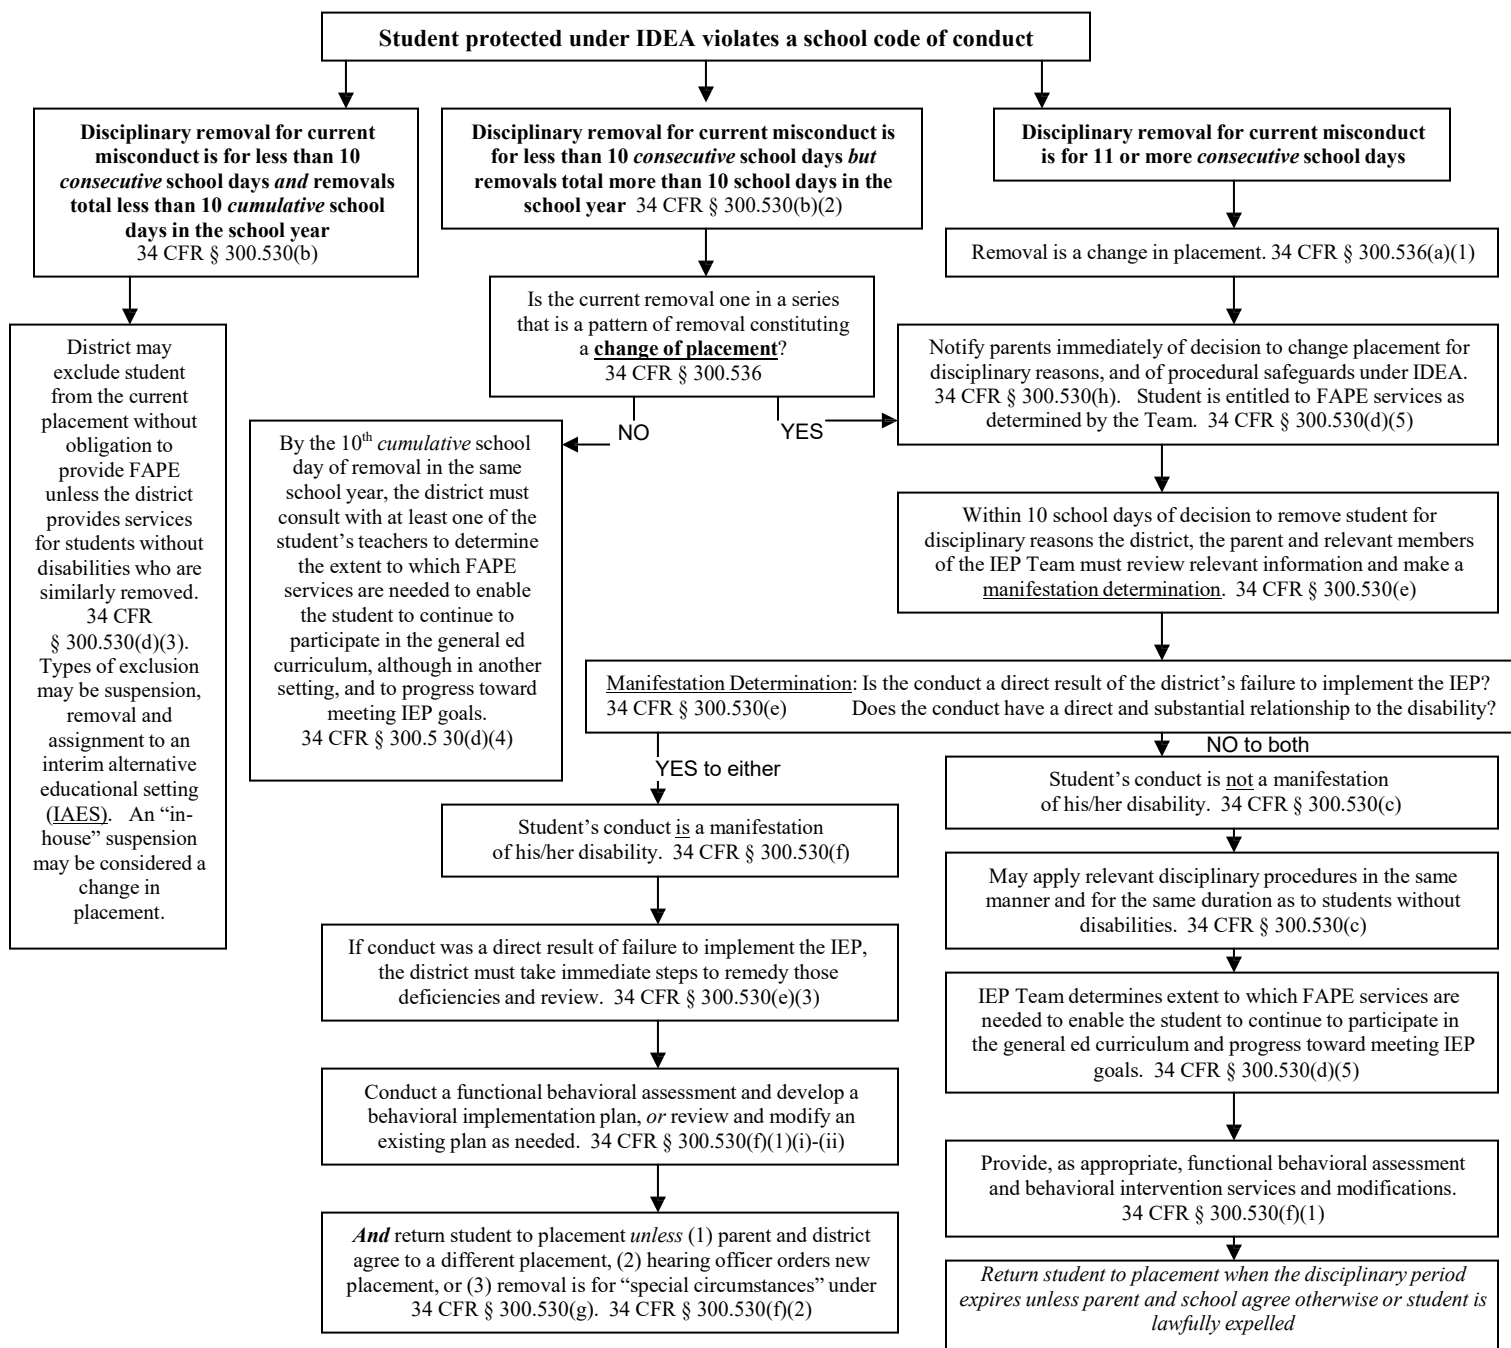 Student protected under IDEA violates a school code of conduct
Disciplinary removal for current
misconduct is for less than 10
consecutive school days and removals
total less than 10 cumulative school
days in the school year
34 CFR § 300.530(b)
Disciplinary removal for current misconduct is
for less than 10 consecutive school days but
removals total more than 10 school days in the
school year 34 CFR § 300.530(b)(2)
Disciplinary removal for current misconduct
is for 11 or more consecutive school days
Removal is a change in placement. 34 CFR § 300.536(a)(1)
Is the current removal one in a series
that is a pattern of removal constituting
a change of placement?
34 CFR § 300.536
NO
YES
District may
exclude student
from the current
placement without
obligation to
provide FAPE
unless the district
provides services
for students without
disabilities who are
similarly removed.
34 CFR
§ 300.530(d)(3).
Types of exclusion
may be suspension,
removal and
assignment to an
interim alternative
educational setting
(IAES). An “in-
house” suspension
may be considered a
change in
placement.
By the 10th cumulative school
day of removal in the same
school year, the district must
consult with at least one of the
student’s teachers to determine
the extent to which FAPE
services are needed to enable
the student to continue to
participate in the general ed
curriculum, although in another
setting, and to progress toward
meeting IEP goals.
34 CFR § 300.5 30(d)(4)
Notify parents immediately of decision to change placement for
disciplinary reasons, and of procedural safeguards under IDEA.
34 CFR § 300.530(h). Student is entitled to FAPE services as
determined by the Team. 34 CFR § 300.530(d)(5)
Within 10 school days of decision to remove student for
disciplinary reasons the district, the parent and relevant members
of the IEP Team must review relevant information and make a
manifestation determination. 34 CFR § 300.530(e)
Manifestation Determination: Is the conduct a direct result of the district’s failure to implement the IEP?
34 CFR § 300.530(e) Does the conduct have a direct and substantial relationship to the disability?
YES to either
NO to both
Student’s conduct is a manifestation
of his/her disability. 34 CFR § 300.530(f)
If conduct was a direct result of failure to implement the IEP,
the district must take immediate steps to remedy those
deficiencies and review. 34 CFR § 300.530(e)(3)
Conduct a functional behavioral assessment and develop a
behavioral implementation plan, or review and modify an
existing plan as needed. 34 CFR § 300.530(f)(1)(i)-(ii)
And return student to placement unless (1) parent and district
agree to a different placement, (2) hearing officer orders new
placement, or (3) removal is for “special circumstances” under
34 CFR § 300.530(g). 34 CFR § 300.530(f)(2)
Student’s conduct is not a manifestation
of his/her disability. 34 CFR § 300.530(c)
May apply relevant disciplinary procedures in the same
manner and for the same duration as to students without
disabilities. 34 CFR § 300.530(c)
IEP Team determines extent to which FAPE services are
needed to enable the student to continue to participate in
the general ed curriculum and progress toward meeting IEP
goals. 34 CFR § 300.530(d)(5)
Provide, as appropriate, functional behavioral assessment
and behavioral intervention services and modifications.
34 CFR § 300.530(f)(1)
Return student to placement when the disciplinary period
expires unless parent and school agree otherwise or student is
lawfully expelled